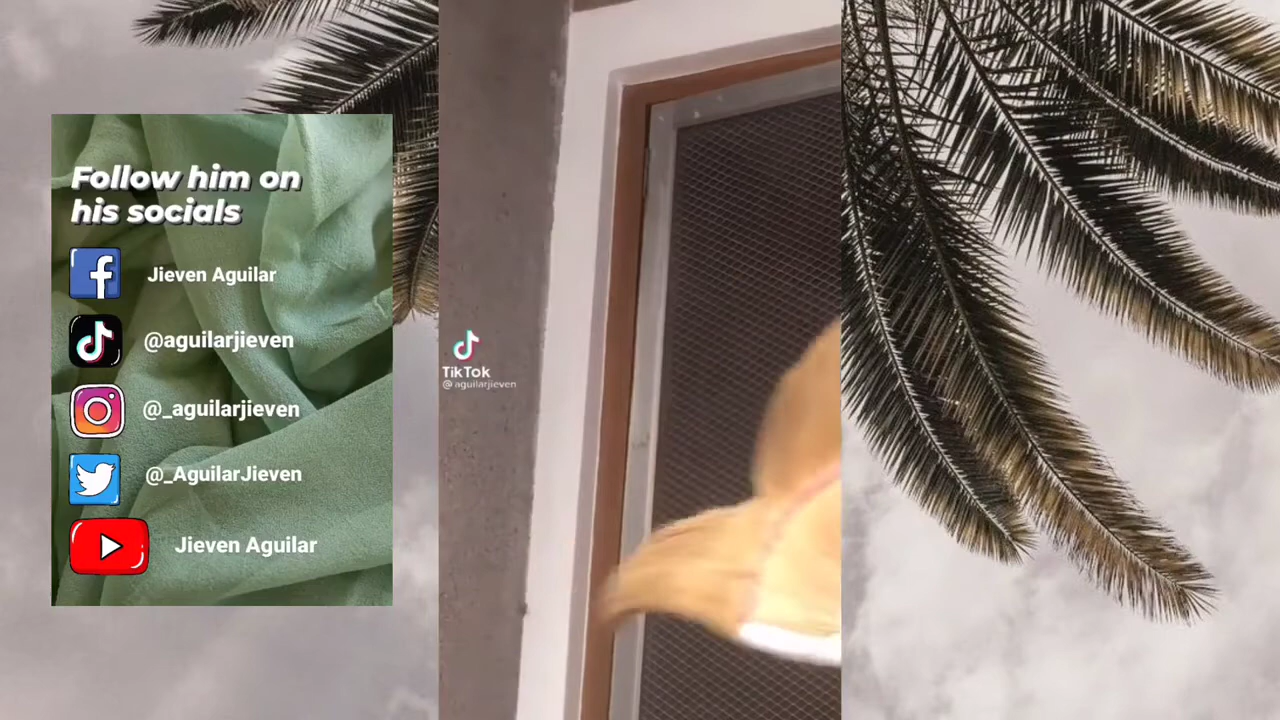 Follow him on
his socials
Jieven Aguilar
@aguilarjieven
@_aguilarjieven
@_AguilarJieven
Jieven Aguilar
TikTok
@aguilarjieven